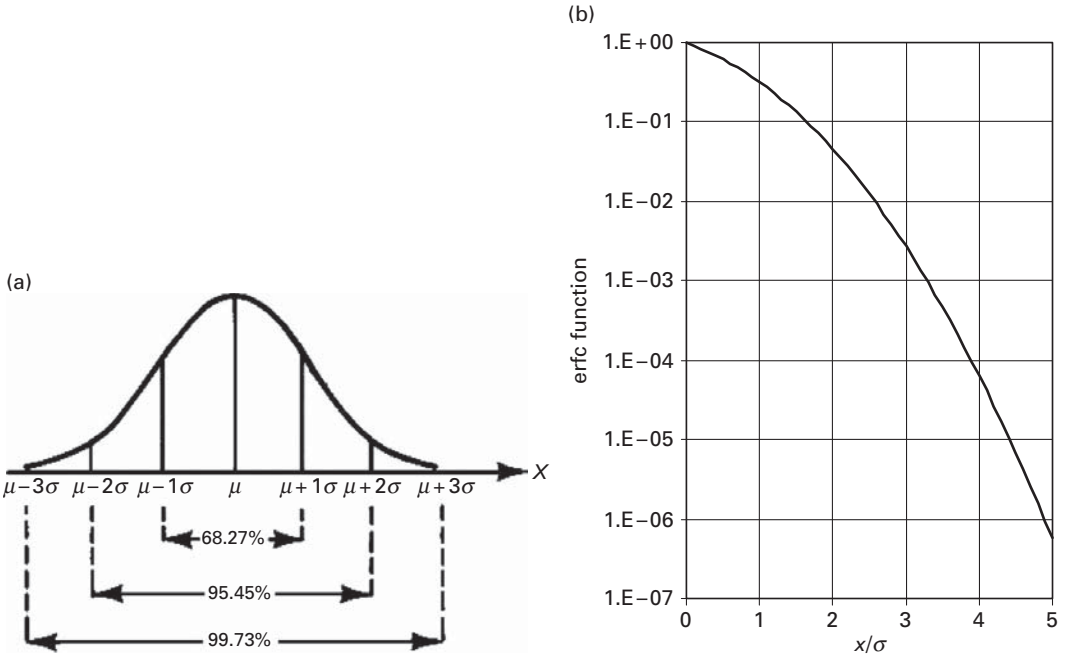 (a)
X
μ−3σ μ−2σ μ−1σ μ μ+1σ μ+2σ μ+3σ
68.27%
95.45%
99.73%
(b)
1.E+00
1.E−01
1.E−02
1.E−03
1.E−04
1.E−05
1.E−06
1.E−07
erfc function
0 1 2 3 4 5
x/σ